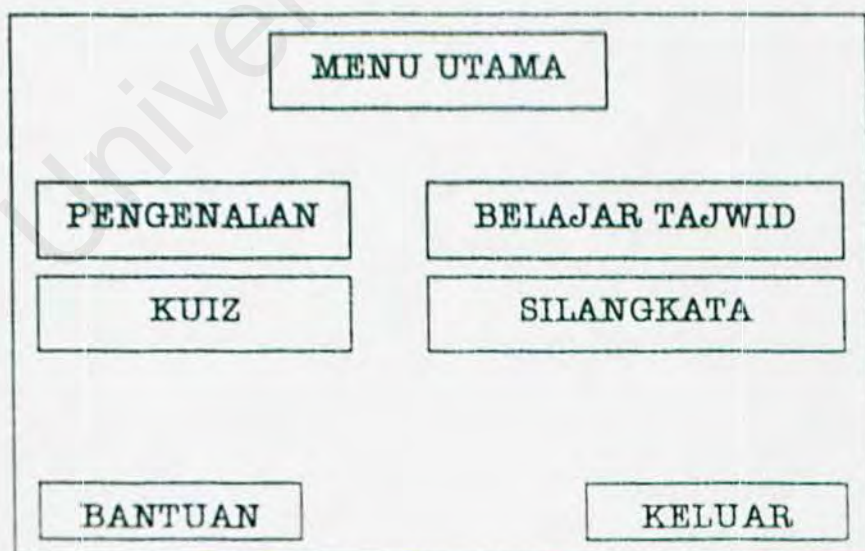 MENU UTAMA
PENGENALAN BELAJAR TAJWID
KUIZ SILANGKATA
BANTUAN KELUAR